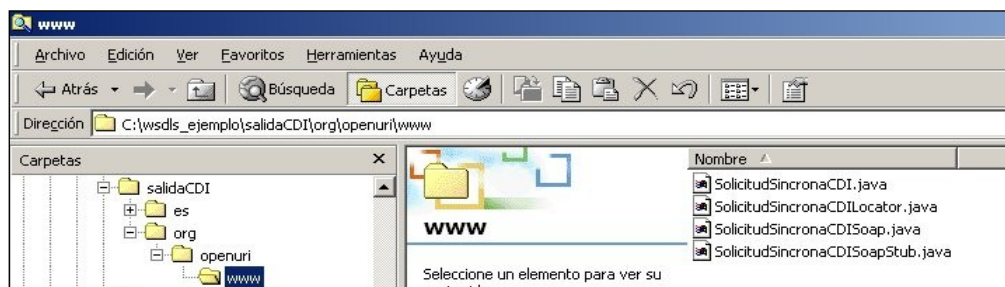 www
Archivo Edición Ver Favoritos Herramientas Ayuda
Atrás Búsqueda Carpetas
Dirección C:\wsdls_ejemplo\salidaCDI\org\openuri\www
Carpetas
salidaCDI
es
org
openuri
www
www
Seleccione un elemento para ver su
Nombre
SolicitudSincronaCDI.java
SolicitudSincronaCDILocator.java
SolicitudSincronaCDISoap.java
SolicitudSincronaCDISoapStub.java